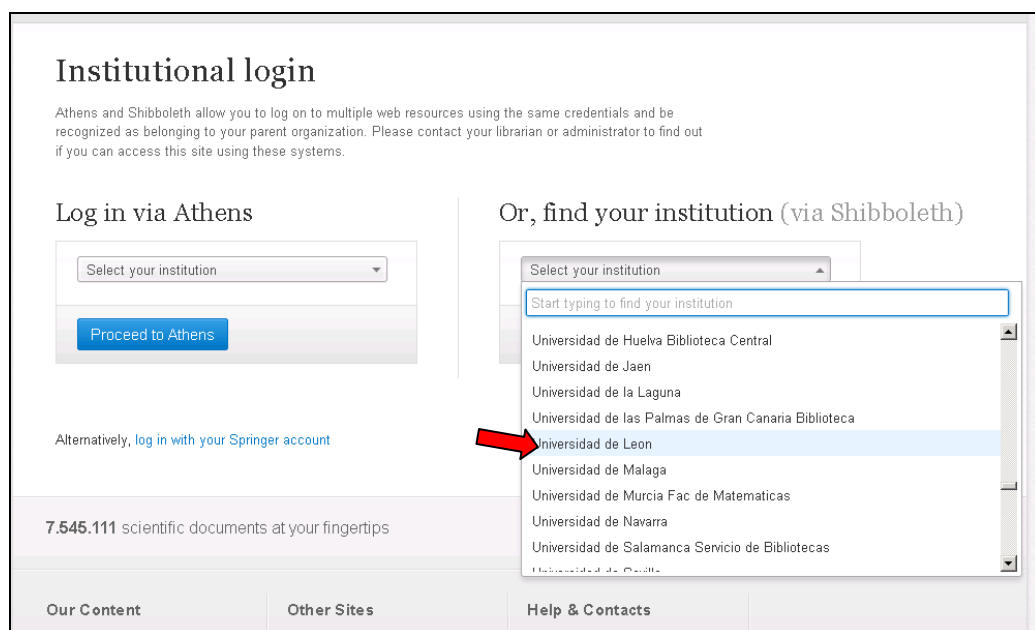 Institutional login
Athens and Shibboleth allow you to log on to multiple web resources using the same credentials and be
recognized as belonging to your parent organization. Please contact your librarian or administrator to find out
if you can access this site using these systems.
Log in via Athens
Select your institution
Proceed to Athens
Alternatively, log in with your Springer account
Or, find your institution (via Shibboleth)
Select your institution
Start typing to find your institution
Universidad de Huelva Biblioteca Central
Universidad de Jaen
Universidad de la Laguna
Universidad de las Palmas de Gran Canaria Biblioteca
Universidad de Leon
Universidad de Malaga
Universidad de Murcia Fac de Matematicas
Universidad de Navarra
Universidad de Salamanca Servicio de Bibliotecas
7.545.111 scientific documents at your fingertips
Our Content
Other Sites
Help & Contacts